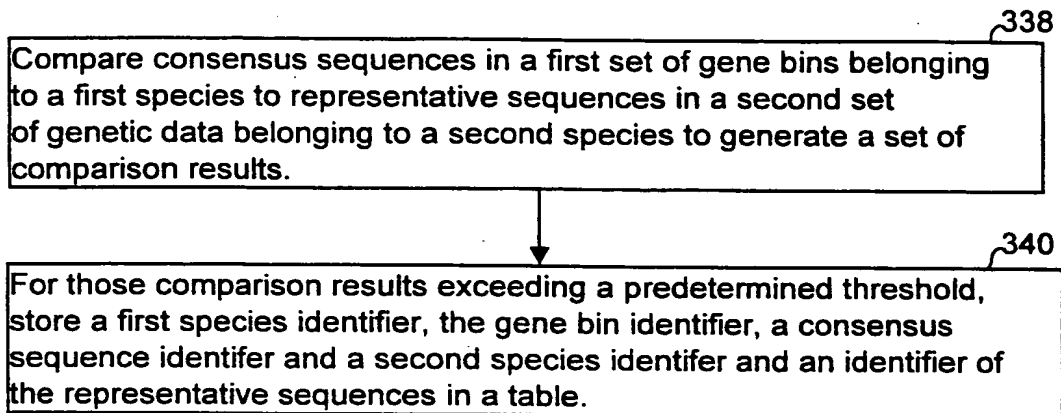 338
Compare consensus sequences in a first set of gene bins belonging
to a first species to representative sequences in a second set
of genetic data belonging to a second species to generate a set of
comparison results.
340
For those comparison results exceeding a predetermined threshold,
store a first species identifier, the gene bin identifier, a consensus
sequence identifer and a second species identifer and an identifier of
the representative sequences in a table.